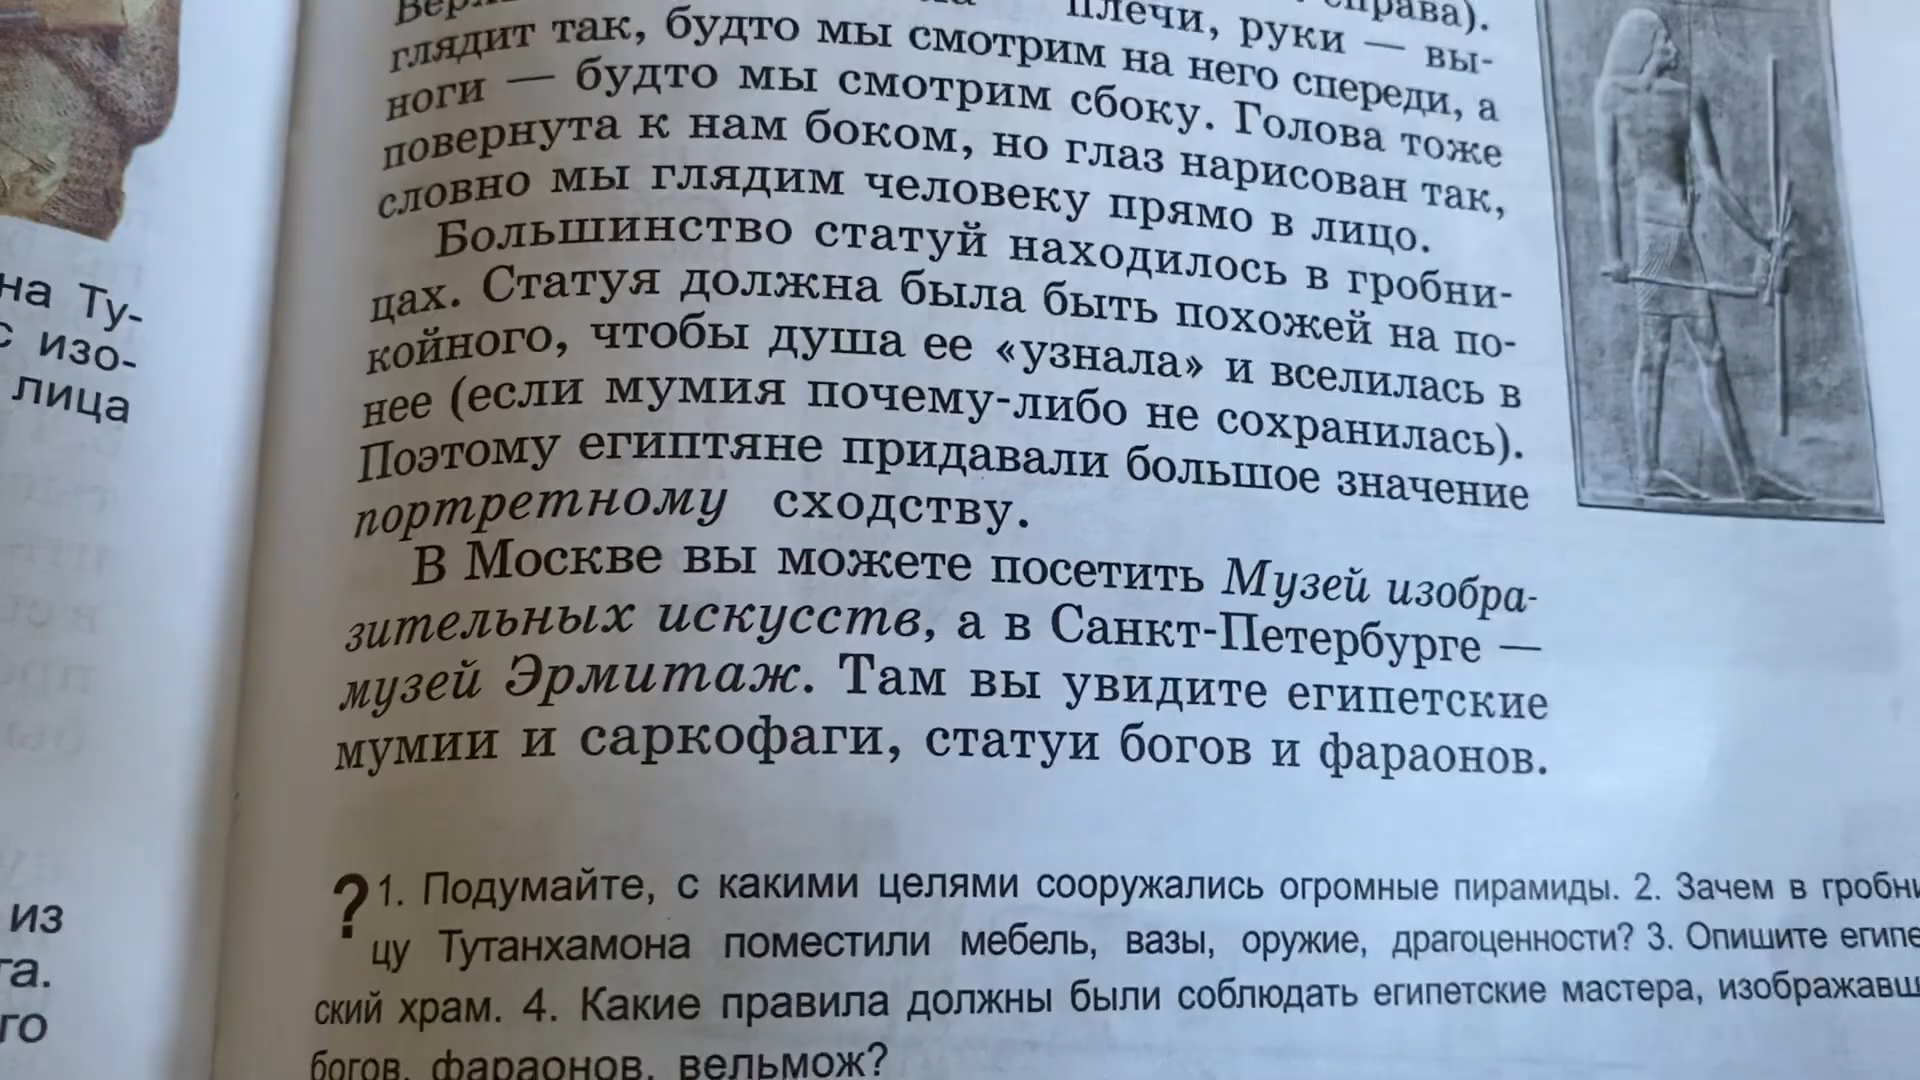 на Ту-
с изо-
лица
из
та.
го
справа).
плечи, руки — вы-
глядит так, будто мы смотрим на него спереди, а
ноги — будто мы смотрим сбоку. Голова тоже
повернута к нам боком, но глаз нарисован так,
словно мы глядим человеку прямо в лицо.
Большинство статуй находилось в гробни-
цах. Статуя должна была быть похожей на по-
койного, чтобы душа ее «узнала» и вселилась в
нее (если мумия почему-либо не сохранилась).
Поэтому египтяне придавали большое значение
портретному сходству.
В Москве вы можете посетить Музей изобра-
зительных искусств, а в Санкт-Петербурге —
музей Эрмитаж. Там вы увидите египетские
мумии и саркофаги, статуи богов и фараонов.
? 1. Подумайте, с какими целями сооружались огромные пирамиды. 2. Зачем в гробни
цу Тутанхамона поместили мебель, вазы, оружие, драгоценности? 3. Опишите египе
ский храм. 4. Какие правила должны были соблюдать египетские мастера, изображавш
богов, фараонов, вельмож?